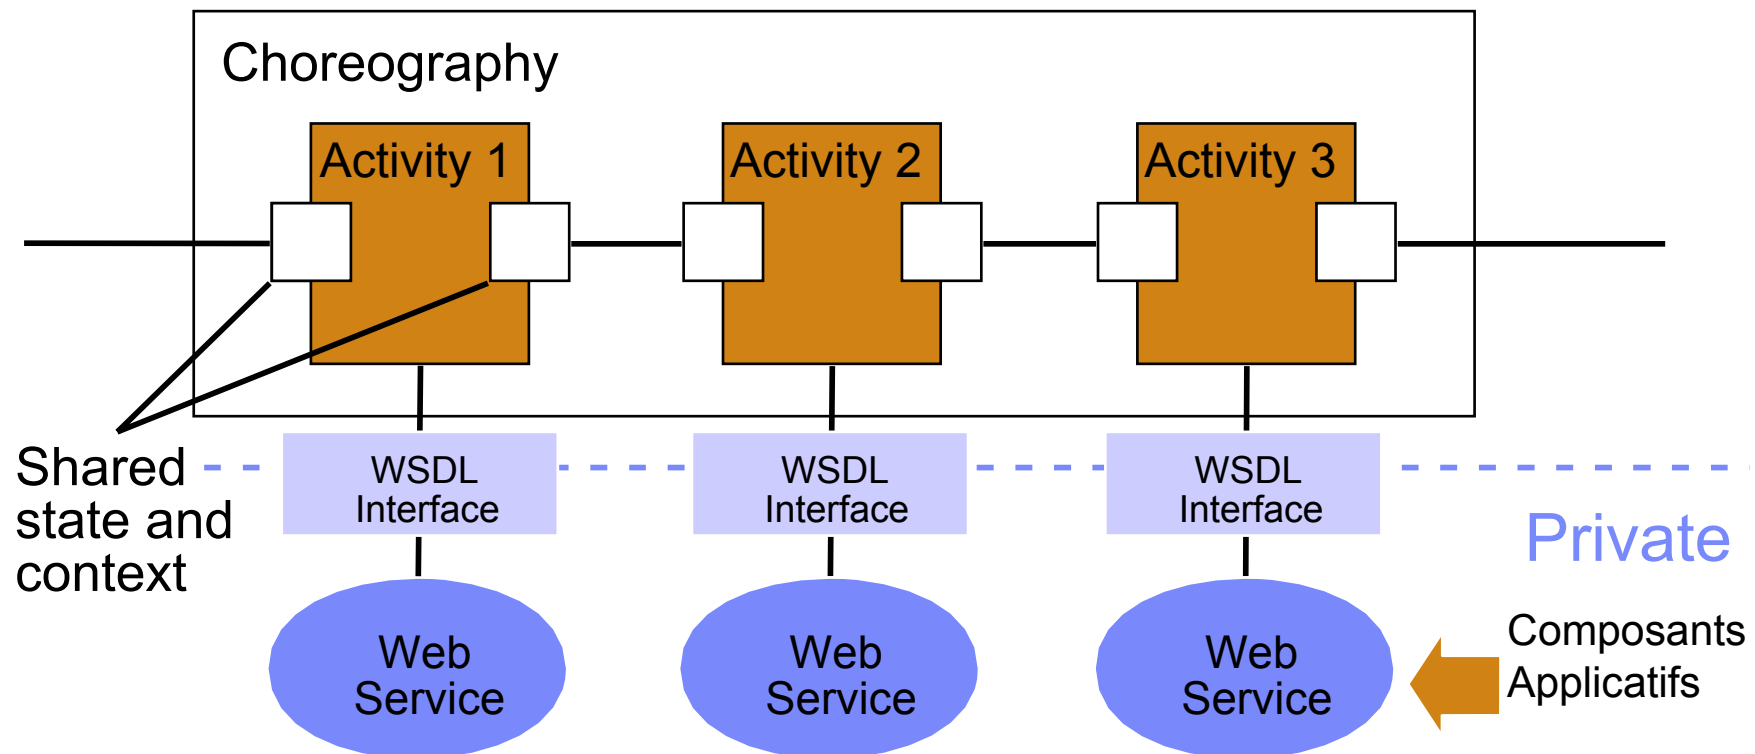 Choreography
Activity 1
Activity 2
Activity 3
Shared
state and
context
WSDL
Interface
WSDL
Interface
WSDL
Interface
Private
Web
Service
Web
Service
Web
Service
Composants
Applicatifs